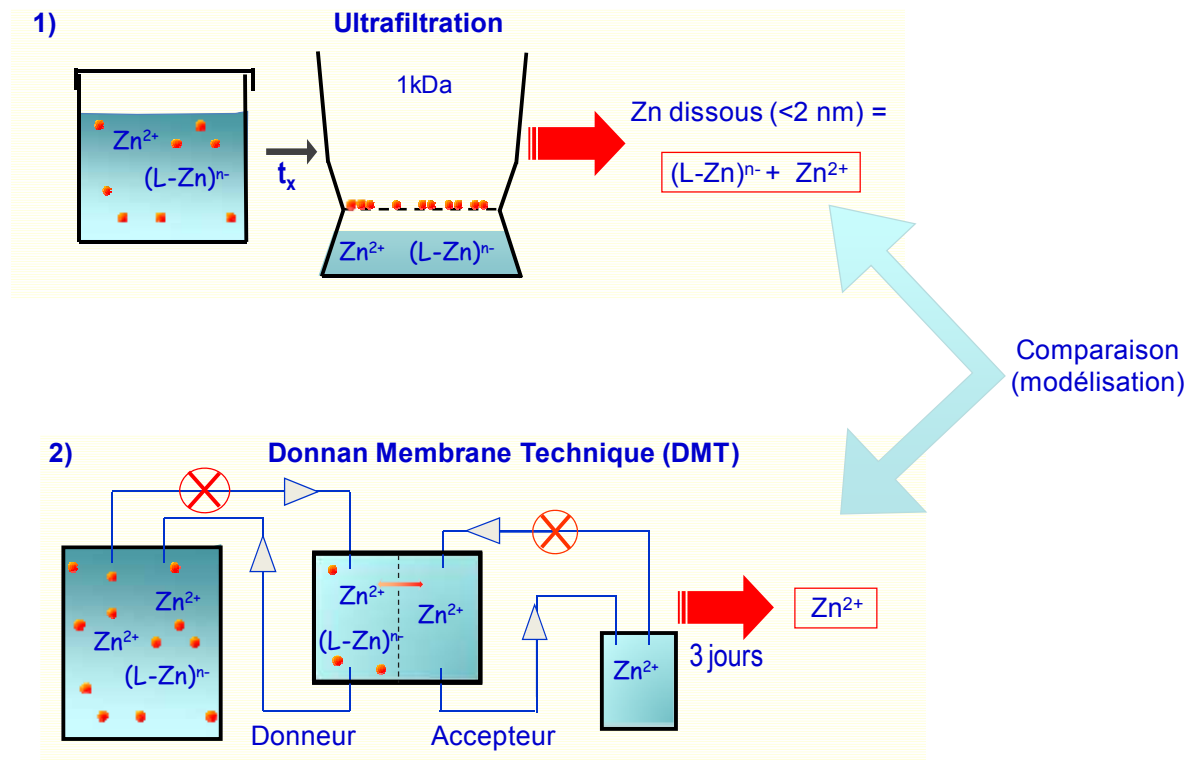 1)
Ultrafiltration
Zn²⁺
(L-Zn)ⁿ⁻
tₓ
1kDa
Zn²⁺ (L-Zn)ⁿ⁻
Zn dissous (<2 nm) =
(L-Zn)ⁿ⁻ + Zn²⁺
Comparaison
(modélisation)
2)
Donnan Membrane Technique (DMT)
Zn²⁺
Zn²⁺
(L-Zn)ⁿ⁻
Zn²⁺
(L-Zn)ⁿ⁻
Zn²⁺
Zn²⁺
3 jours
Zn²⁺
Donneur
Accepteur